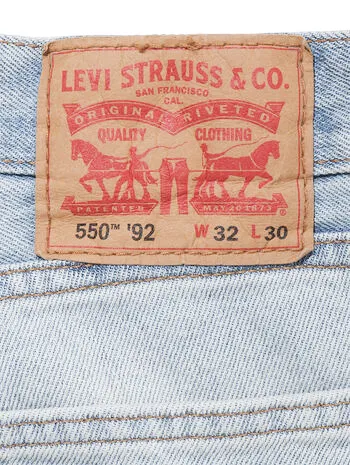 LEVI STRAUSS & CO.
SAN FRANCISCO
CAL.
ORIGINAL RIVETED
QUALITY CLOTHING
PATENTED MAY 20 1873
550™ '92 W 32 L 30